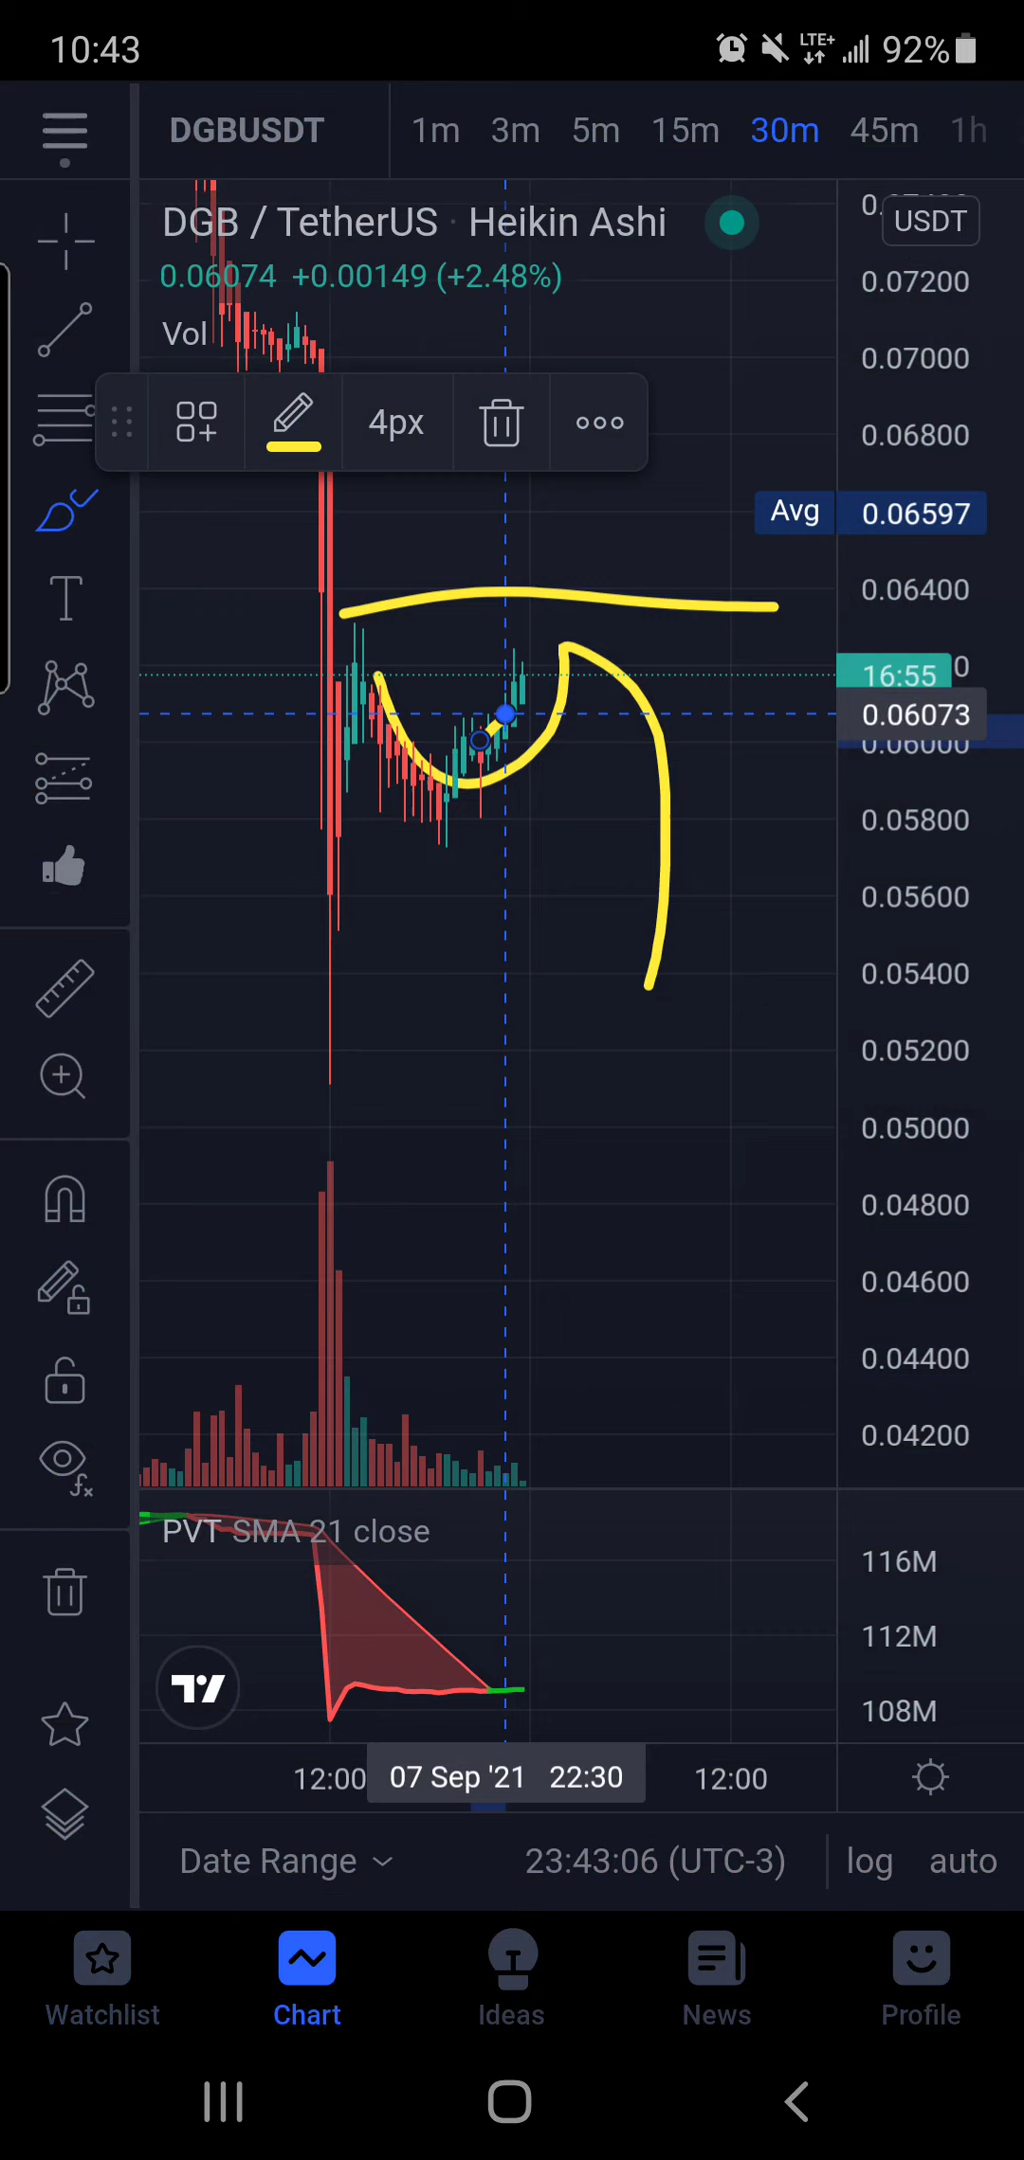 10:43 LTE+ 92%
DGBUSDT 1m 3m 5m 15m 30m 45m 1h
DGB / TetherUS · Heikin Ashi USDT
0.06074 +0.00149 (+2.48%)
0.07200
Vol
0.07000
4px
0.06800
Avg 0.06597
0.06400
16:55
0.06073
0.06000
0.05800
0.05600
0.05400
0.05200
0.05000
0.04800
0.04600
0.04400
0.04200
PVT SMA 21 close
116M
112M
108M
12:00 07 Sep '21 22:30 12:00
Date Range 23:43:06 (UTC-3) log auto
Watchlist Chart Ideas News Profile